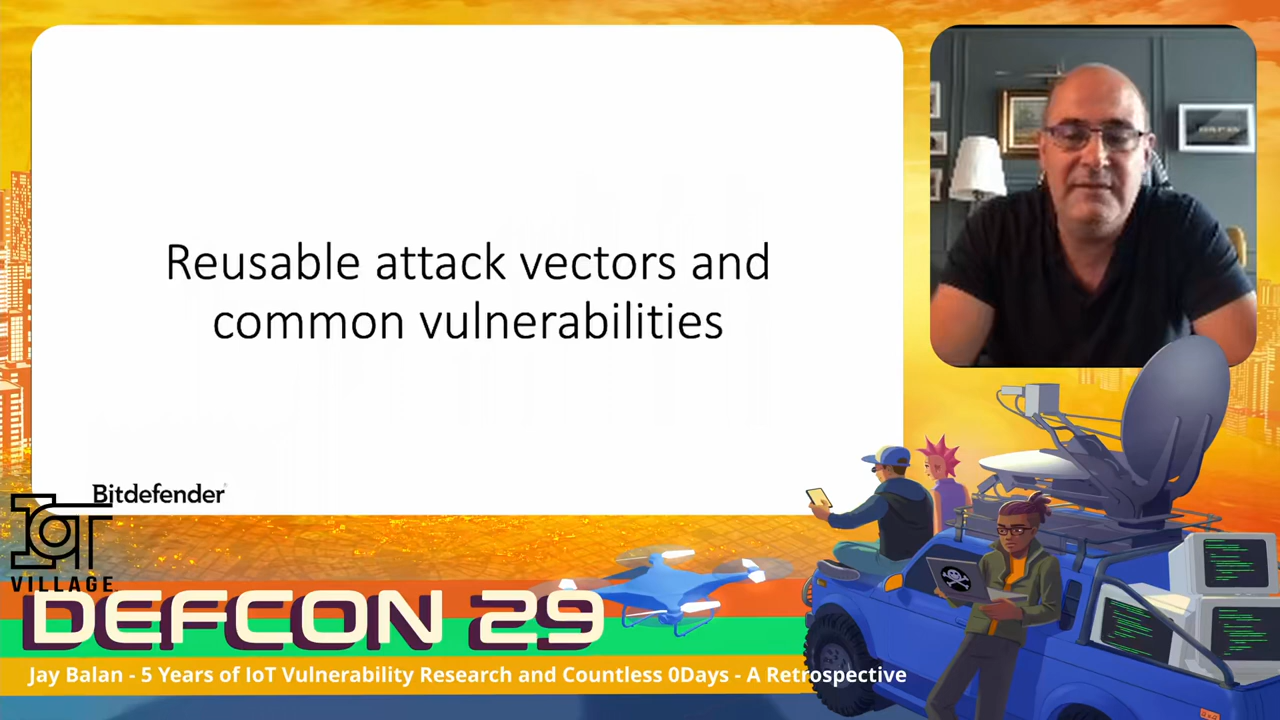 Reusable attack vectors and
common vulnerabilities
Bitdefender
IoT
VILLAGE
DEFCON 29
Jay Balan - 5 Years of IoT Vulnerability Research and Countless 0Days - A Retrospective